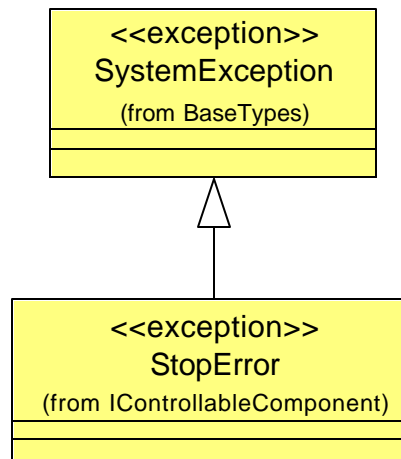 <<exception>>
SystemException
(from BaseTypes)
<<exception>>
StopError
(from IControllableComponent)